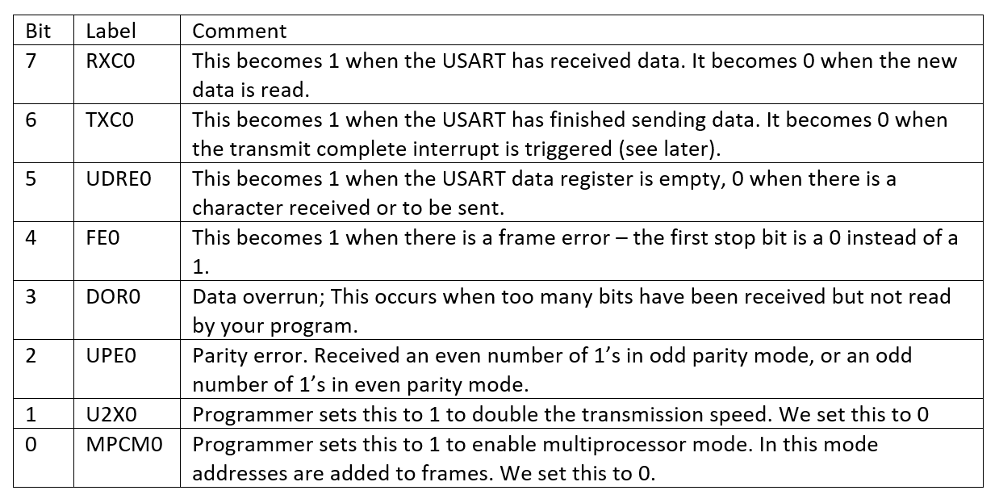 Bit Label Comment
7 RXC0 This becomes 1 when the USART has received data. It becomes 0 when the new
data is read.
6 TXC0 This becomes 1 when the USART has finished sending data. It becomes 0 when
the transmit complete interrupt is triggered (see later).
5 UDRE0 This becomes 1 when the USART data register is empty, 0 when there is a
character received or to be sent.
4 FE0 This becomes 1 when there is a frame error – the first stop bit is a 0 instead of a
1.
3 DOR0 Data overrun; This occurs when too many bits have been received but not read
by your program.
2 UPE0 Parity error. Received an even number of 1’s in odd parity mode, or an odd
number of 1’s in even parity mode.
1 U2X0 Programmer sets this to 1 to double the transmission speed. We set this to 0
0 MPCM0 Programmer sets this to 1 to enable multiprocessor mode. In this mode
addresses are added to frames. We set this to 0.